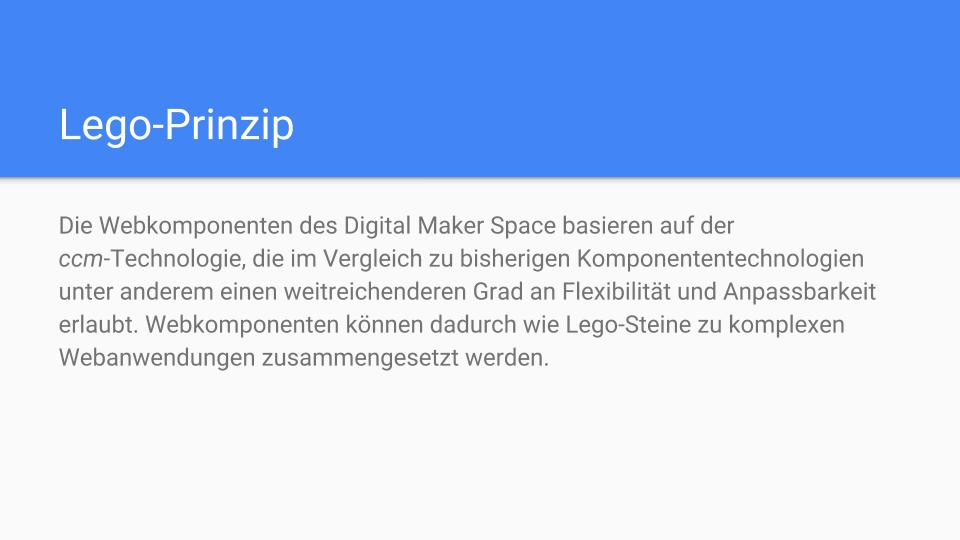 Lego-Prinzip
Die Webkomponenten des Digital Maker Space basieren auf der
ccm-Technologie, die im Vergleich zu bisherigen Komponententechnologien
unter anderem einen weitreichenderen Grad an Flexibilität und Anpassbarkeit
erlaubt. Webkomponenten können dadurch wie Lego-Steine zu komplexen
Webanwendungen zusammengesetzt werden.